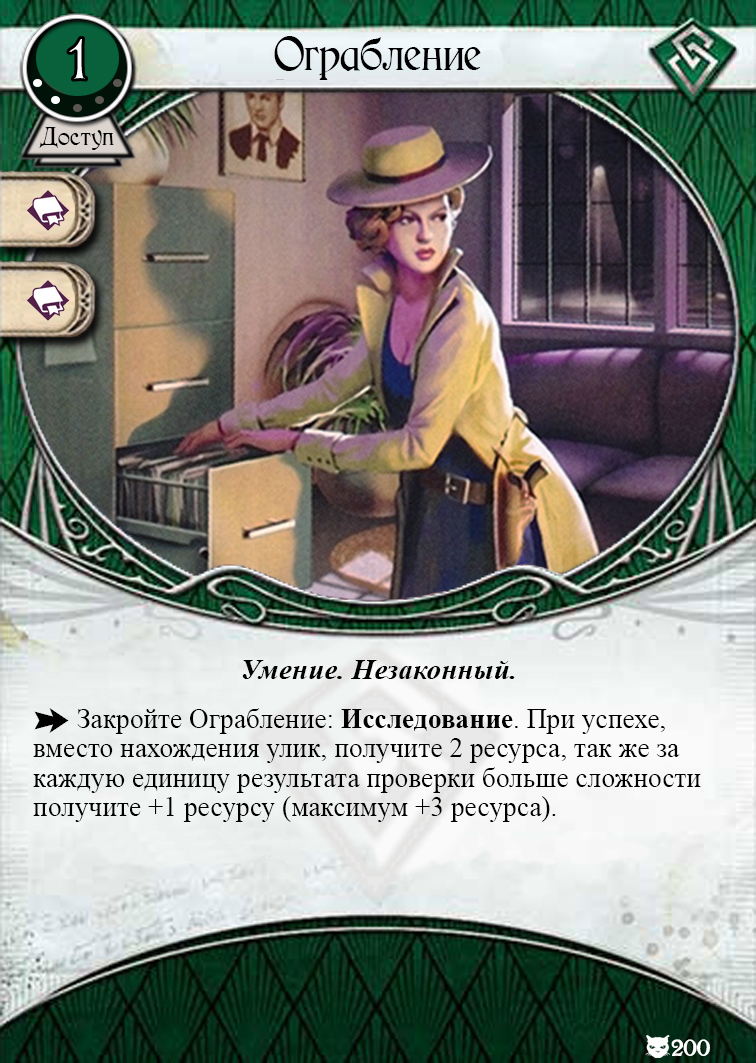 Ограбление
1
Доступ
Умение. Незаконный.
Закройте Ограбление: Исследование. При успехе,
вместо нахождения улик, получите 2 ресурса, так же за
каждую единицу результата проверки больше сложности
получите +1 ресурсу (максимум +3 ресурса).
200